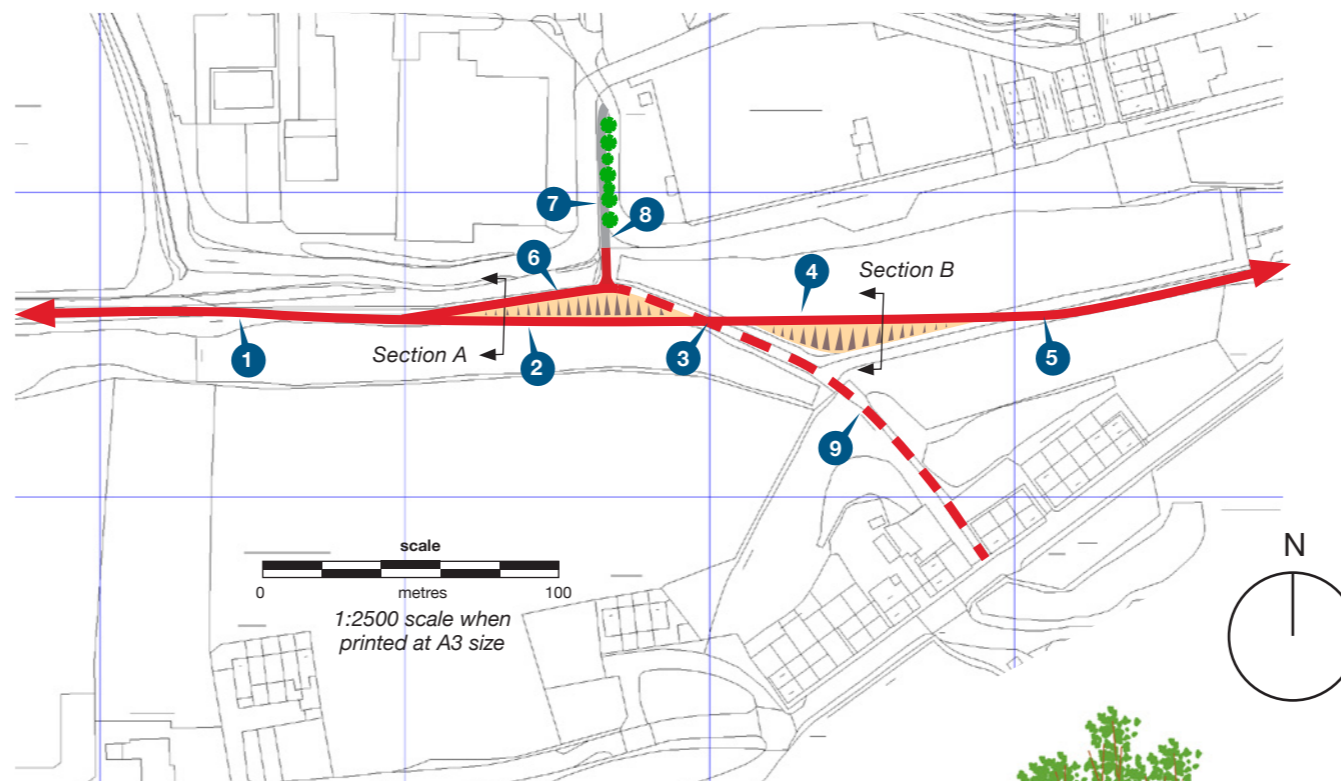 7
8
6
4
Section B
1
Section A
2
3
5
9
scale
0 metres 100
1:2500 scale when
printed at A3 size
N